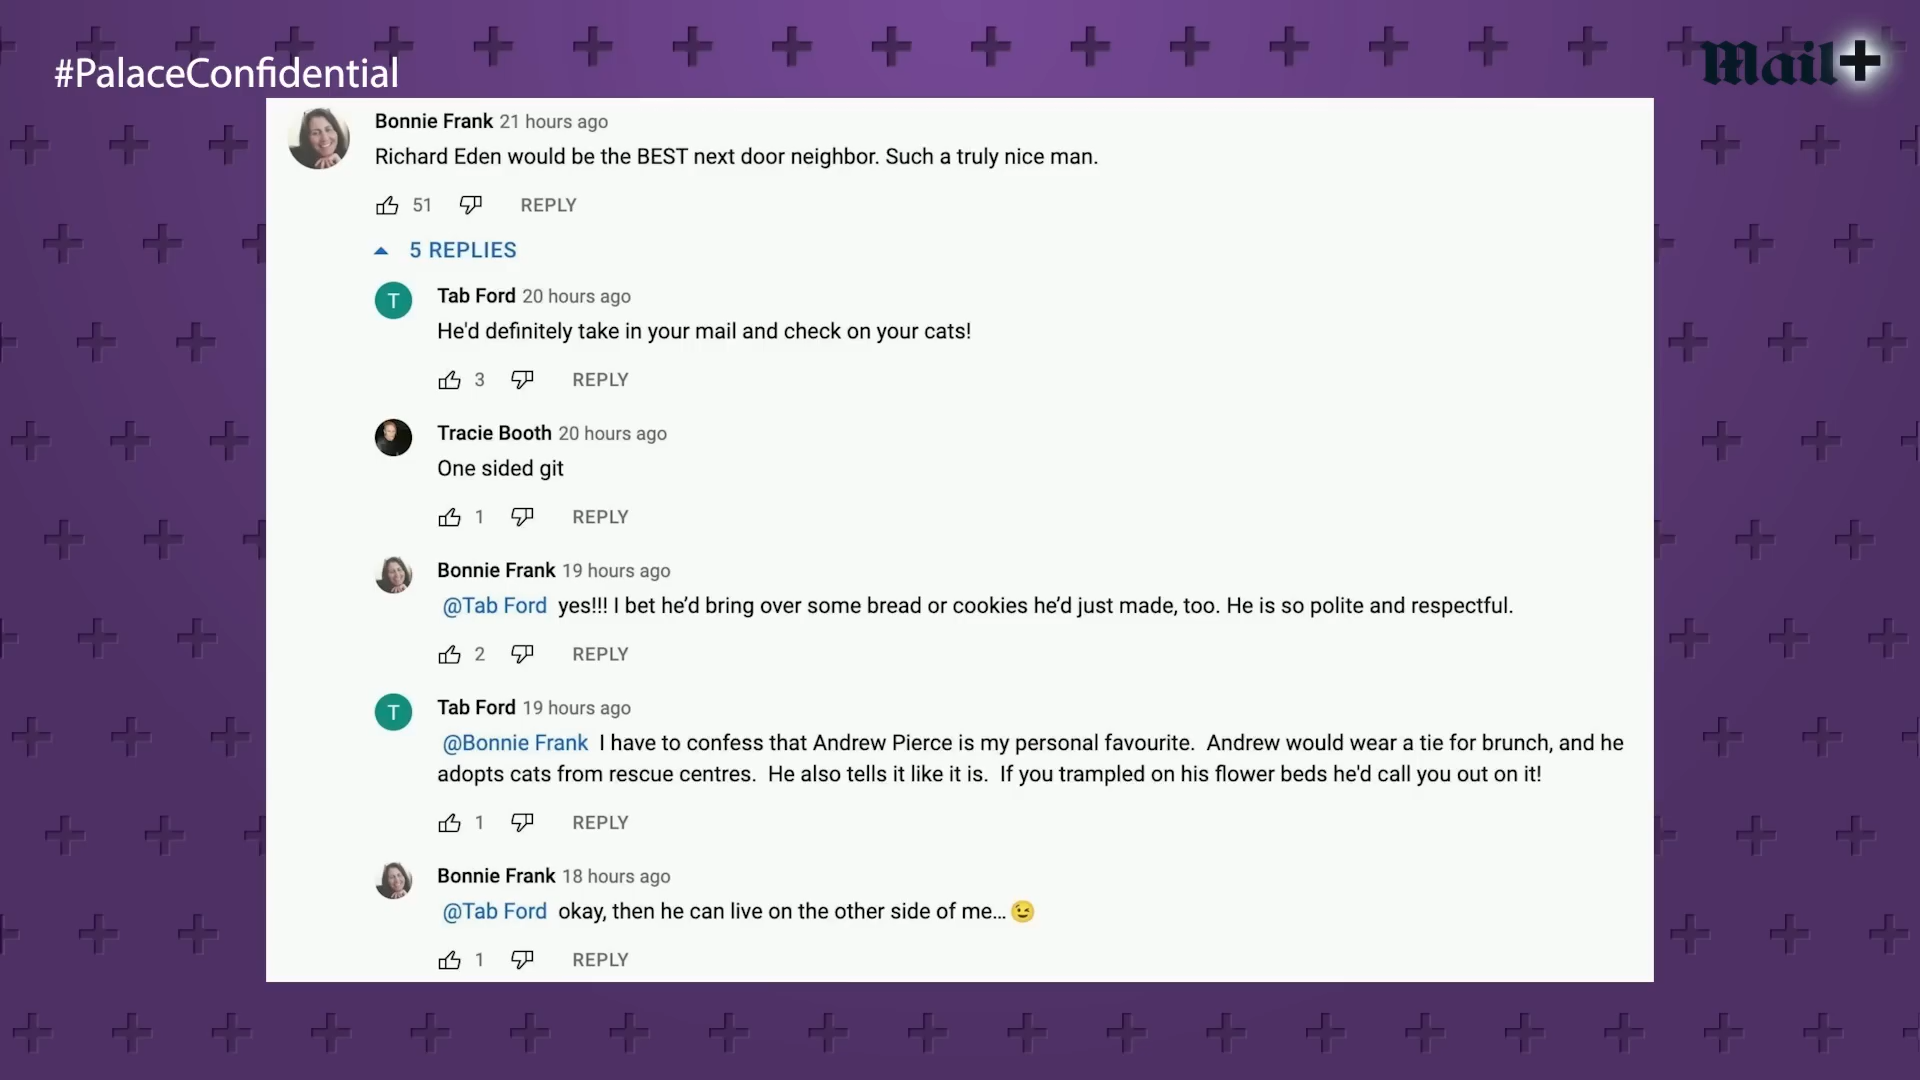 #PalaceConfidential
Mail+
Bonnie Frank 21 hours ago
Richard Eden would be the BEST next door neighbor. Such a truly nice man.
51 REPLY
5 REPLIES
T
Tab Ford 20 hours ago
He'd definitely take in your mail and check on your cats!
3 REPLY
Tracie Booth 20 hours ago
One sided git
1 REPLY
Bonnie Frank 19 hours ago
@Tab Ford yes!!! I bet he’d bring over some bread or cookies he’d just made, too. He is so polite and respectful.
2 REPLY
T
Tab Ford 19 hours ago
@Bonnie Frank I have to confess that Andrew Pierce is my personal favourite. Andrew would wear a tie for brunch, and he
adopts cats from rescue centres. He also tells it like it is. If you trampled on his flower beds he'd call you out on it!
1 REPLY
Bonnie Frank 18 hours ago
@Tab Ford okay, then he can live on the other side of me... 😉
1 REPLY